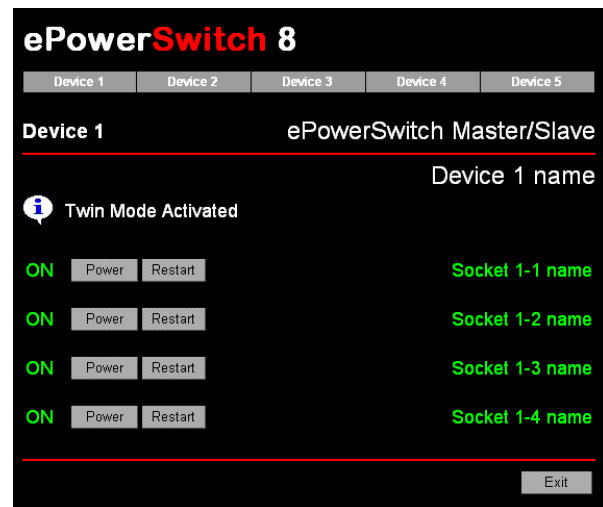 ePowerSwitch 8
Device 1 Device 2 Device 3 Device 4 Device 5
Device 1 ePowerSwitch Master/Slave
Device 1 name
i Twin Mode Activated
ON Power Restart Socket 1-1 name
ON Power Restart Socket 1-2 name
ON Power Restart Socket 1-3 name
ON Power Restart Socket 1-4 name
Exit